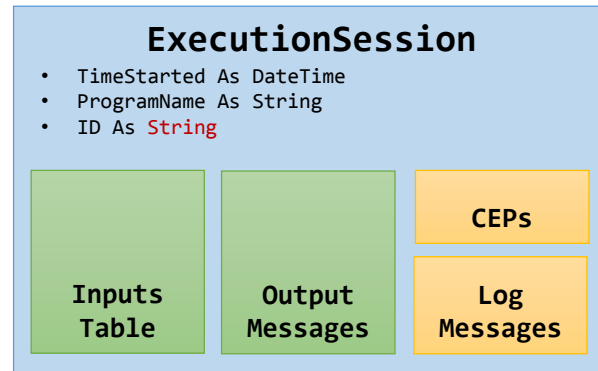 ExecutionSession
• TimeStarted As DateTime
• ProgramName As String
• ID As String
CEPs
Inputs
Table
Output
Messages
Log
Messages